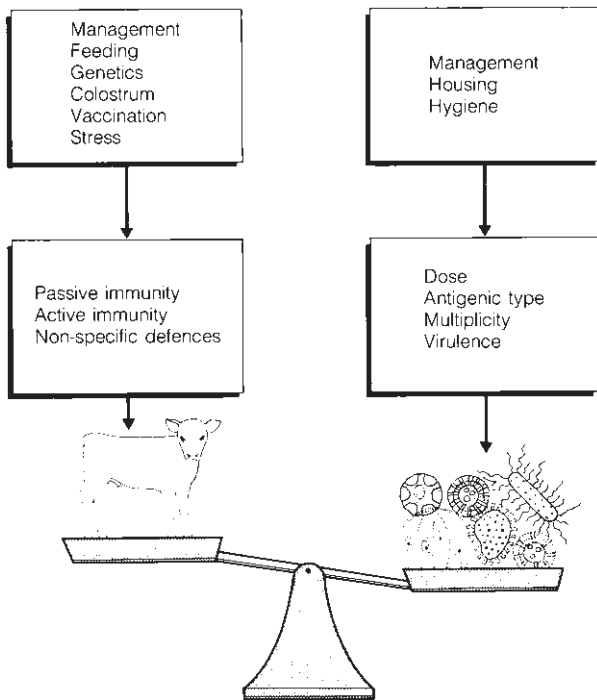 Management
Feeding
Genetics
Colostrum
Vaccination
Stress
Management
Housing
Hygiene
Passive immunity
Active immunity
Non-specific defences
Dose
Antigenic type
Multiplicity
Virulence